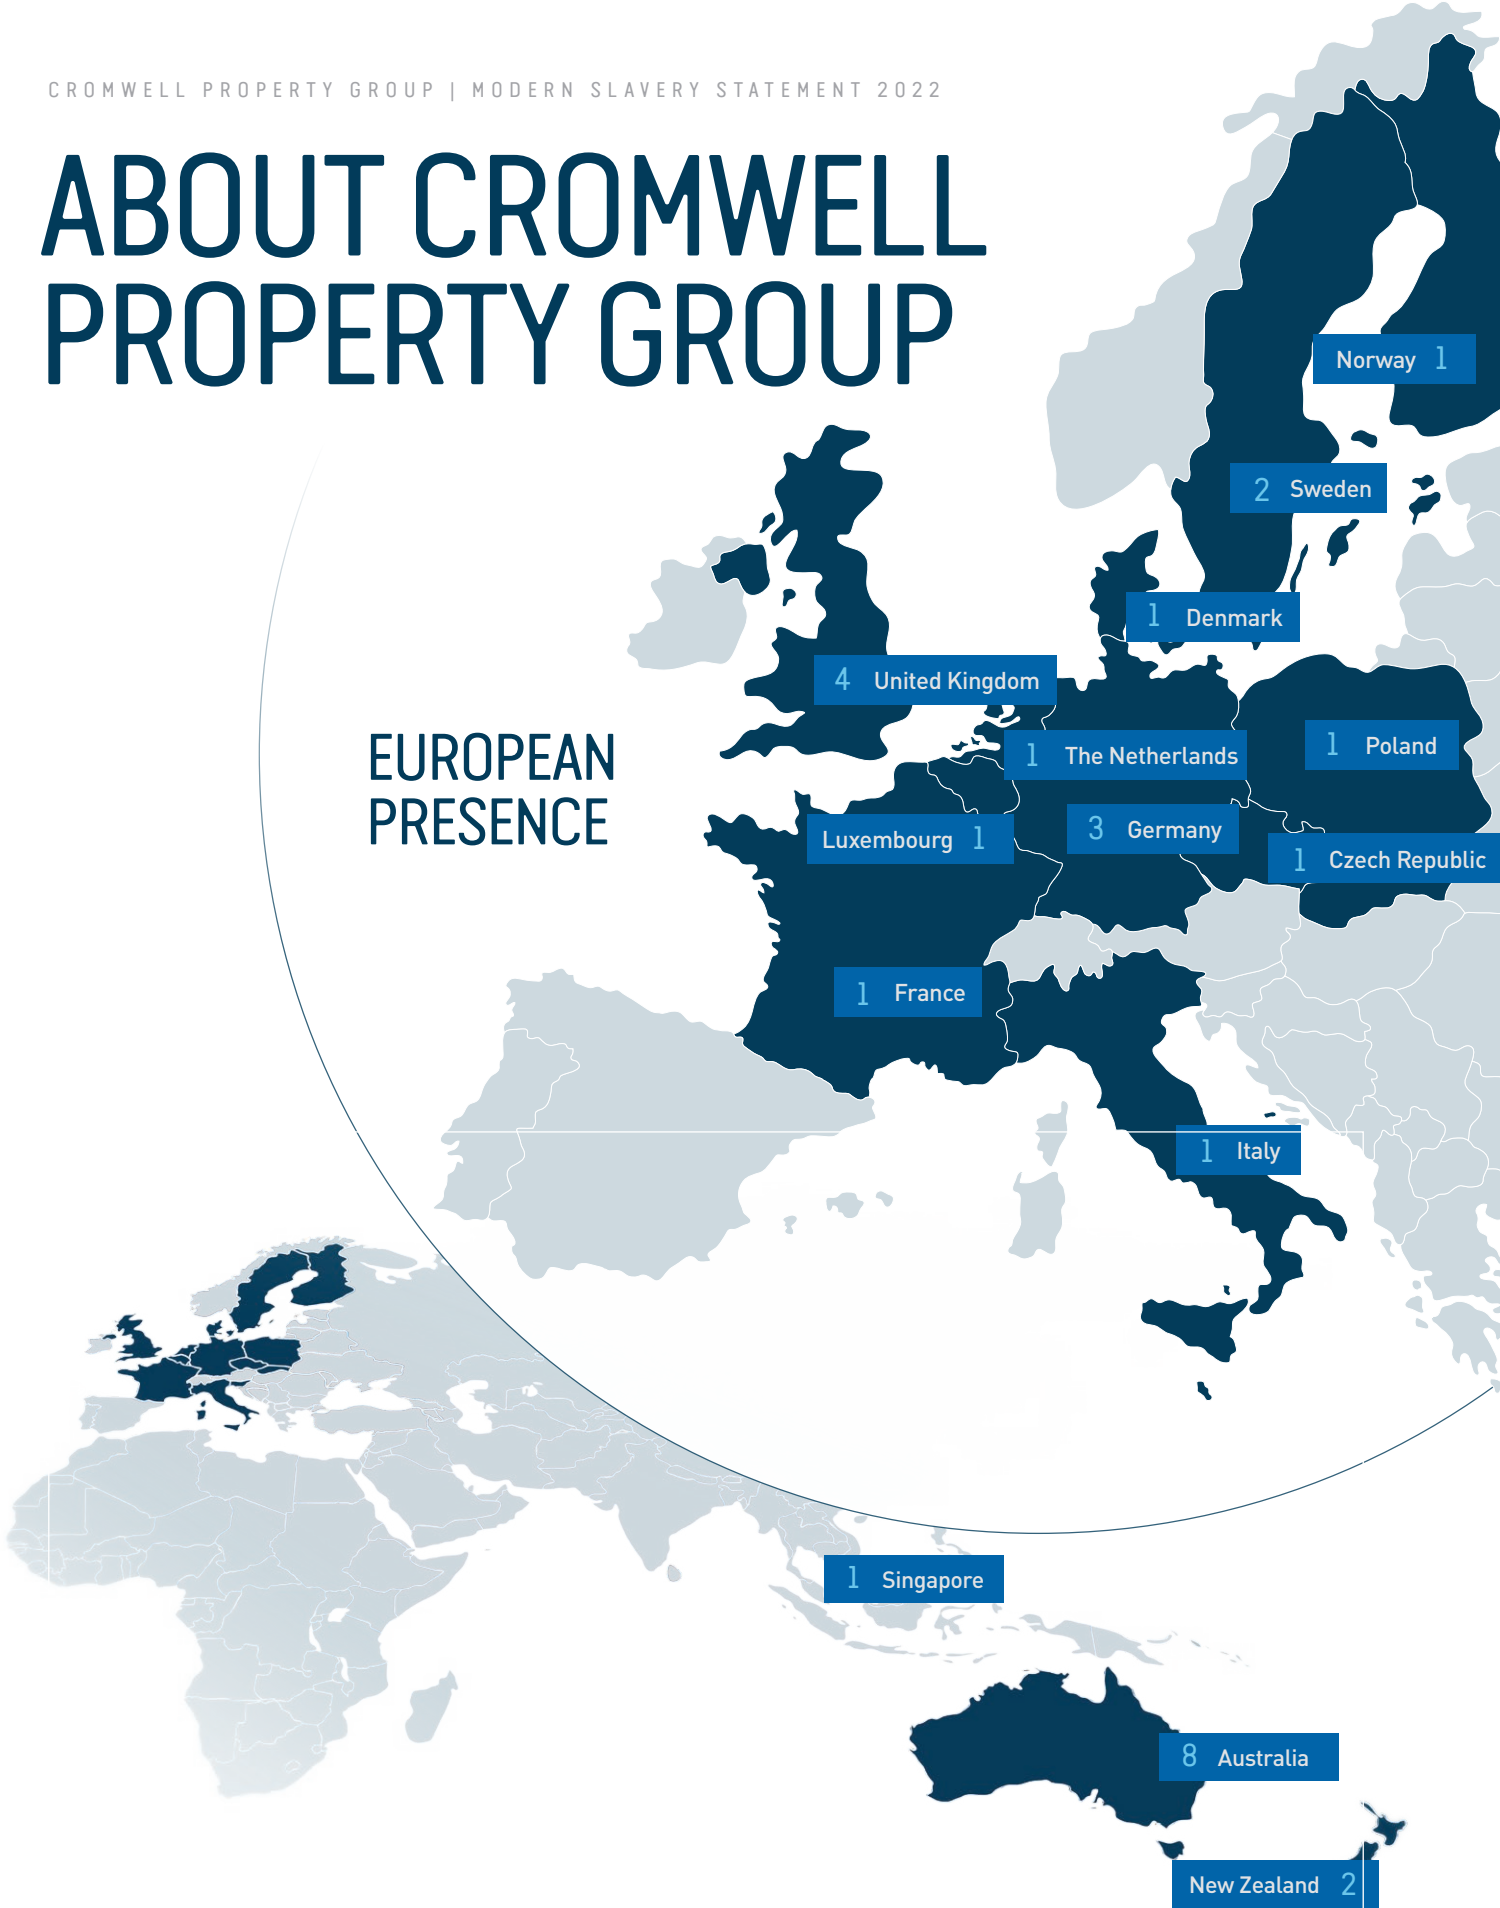 CROMWELL PROPERTY GROUP | MODERN SLAVERY STATEMENT 2022
ABOUT CROMWELL
PROPERTY GROUP
Norway 1
2 Sweden
1 Denmark
4 United Kingdom
EUROPEAN
PRESENCE
1 The Netherlands
1 Poland
Luxembourg 1
3 Germany
1 Czech Republic
1 France
1 Italy
1 Singapore
8 Australia
New Zealand 2